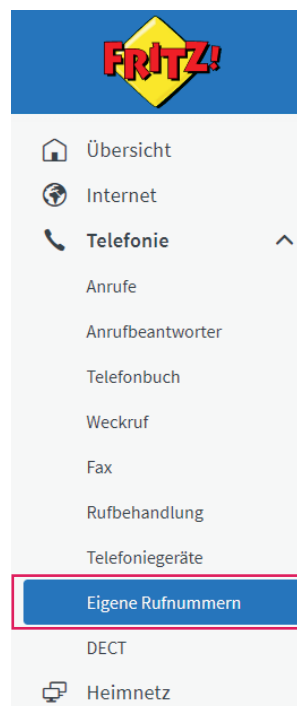 FRITZ!
Übersicht
Internet
Telefonie
Anrufe
Anrufbeantworter
Telefonbuch
Weckruf
Fax
Rufbehandlung
Telefoniegeräte
Eigene Rufnummern
DECT
Heimnetz